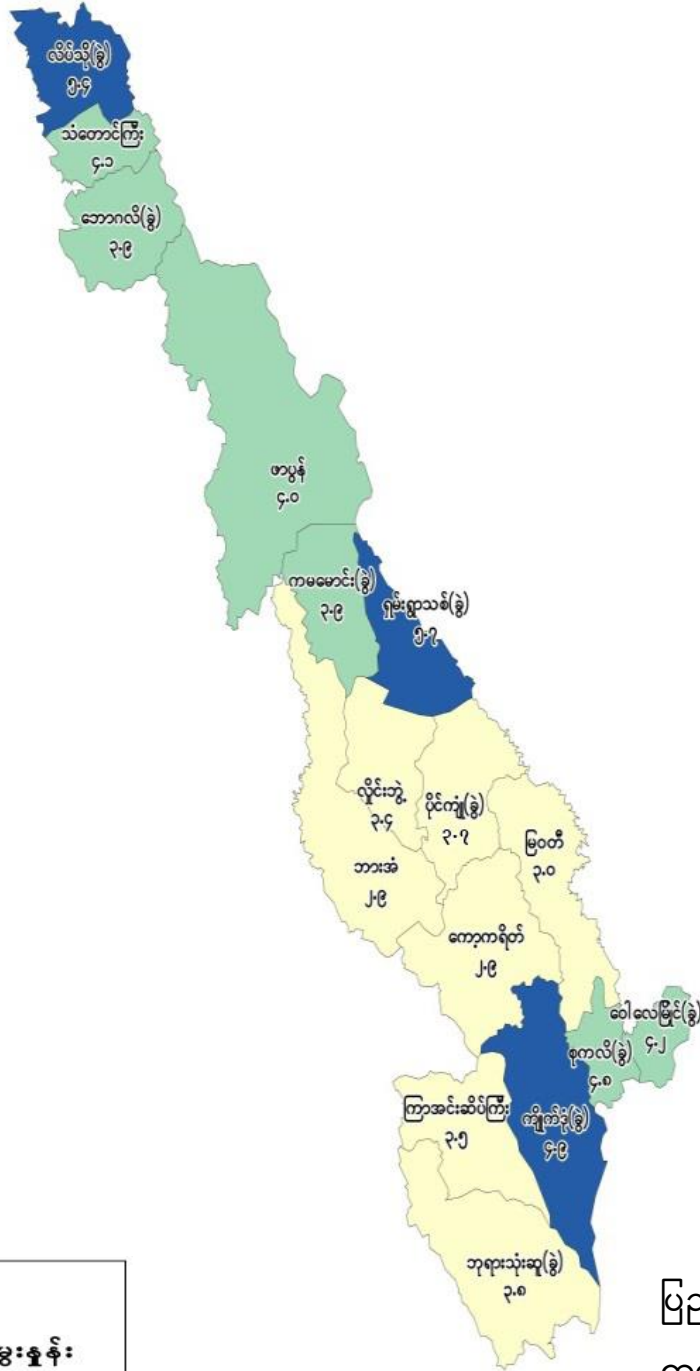 လိပ်သို(ခွဲ)
၅.၄
သံတောင်ကြီး
၄.၁
ဘောဂလိ(ခွဲ)
၃.၉
ဖာပွန်
၄.၀
ကမမောင်း(ခွဲ)
၃.၉
ရှမ်းရွာသစ်(ခွဲ)
၅.၇
လှိုင်းဘွဲ့
၃.၄
ပိုင်ကျုံ(ခွဲ)
၃.၇
မြဝတီ
၃.၀
ဘားအံ
၂.၉
ကော့ကရိတ်
၂.၉
ဝေါလေမြိုင်(ခွဲ)
၄.၂
စုကလိ(ခွဲ)
၄.၈
ကြာအင်းဆိပ်ကြီး
၃.၅
ကျိုက်ဒုံ(ခွဲ)
၄.၉
ဘုရားသုံးဆူ(ခွဲ)
၃.၈